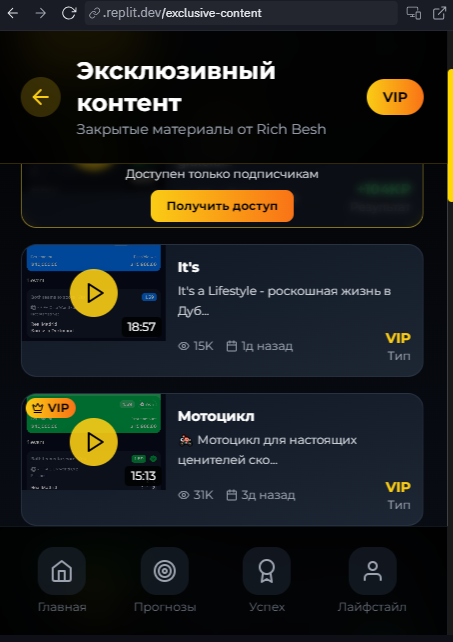 .replit.dev/exclusive-content
Эксклюзивный
контент
Закрытые материалы от Rich Besh
VIP
Доступен только подписчикам
Получить доступ
18:57
It's
It's a Lifestyle - роскошная жизнь в
Дуб...
15K
1д назад
VIP
Тип
VIP
15:13
Мотоцикл
Мотоцикл для настоящих
ценителей ско...
31K
3д назад
VIP
Тип
Главная
Прогнозы
Успех
Лайфстайл